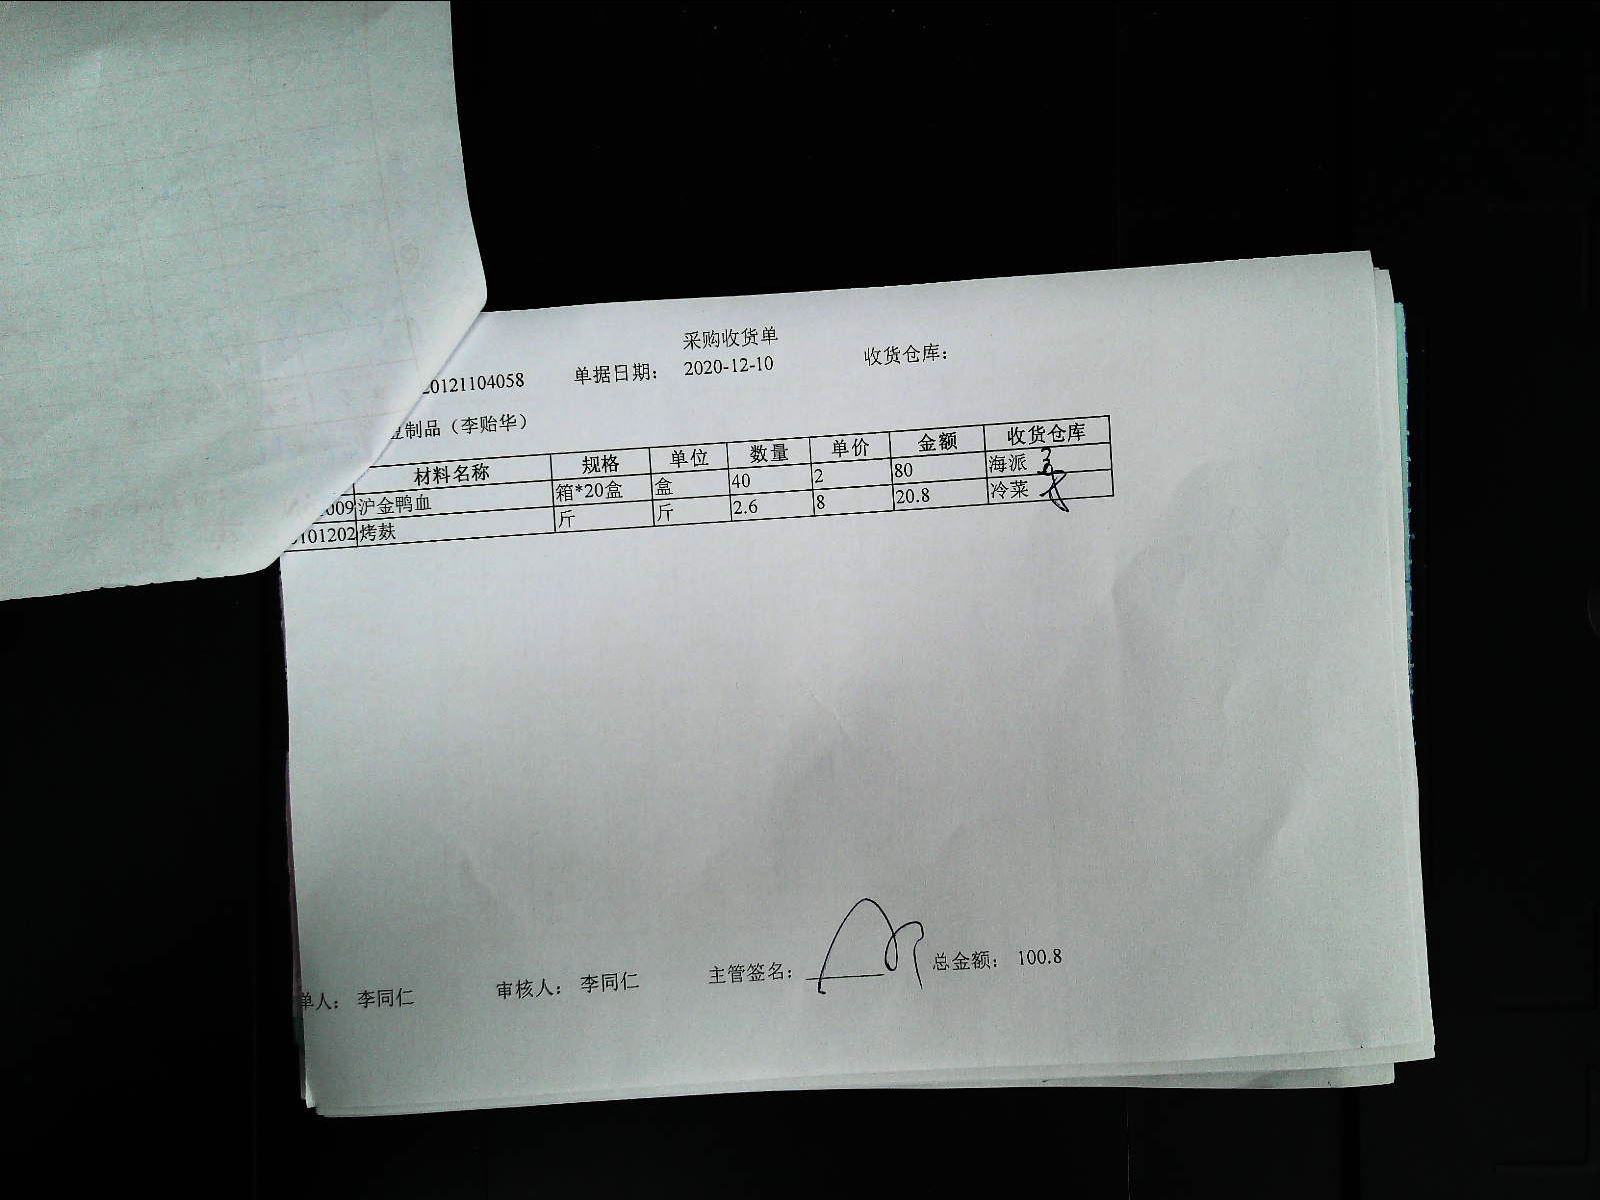 采购收货单
20121104058 单据日期： 2020-12-10 收货仓库：
豆制品（李贻华）
材料名称 规格 单位 数量 单价 金额 收货仓库
009 沪金鸭血 箱*20盒 盒 40 2 80 海派
101202 烤麸 斤 斤 2.6 8 20.8 冷菜
单人： 李同仁 审核人： 李同仁 主管签名： 总金额： 100.8